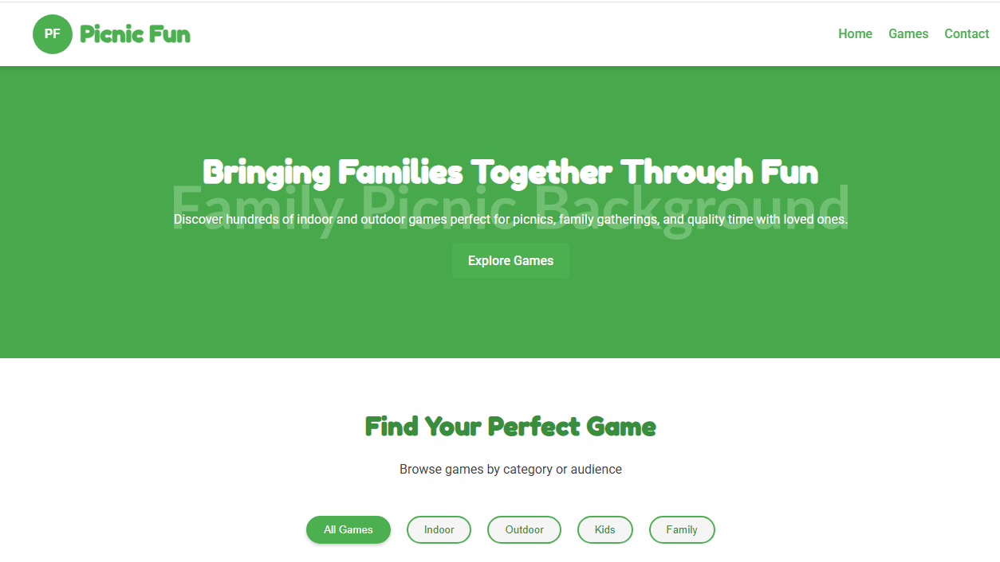 PF Picnic Fun
Home Games Contact
Bringing Families Together Through Fun
Family Picnic Background
Discover hundreds of indoor and outdoor games perfect for picnics, family gatherings, and quality time with loved ones.
Explore Games
Find Your Perfect Game
Browse games by category or audience
All Games Indoor Outdoor Kids Family